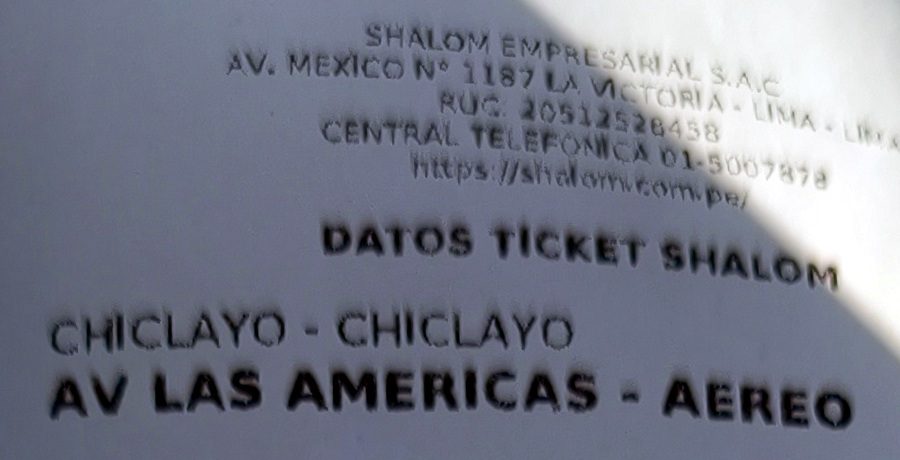 SHALOM EMPRESARIAL S.A.C
AV. MEXICO N° 1187 LA VICTORIA - LIMA - LIMA
RUC: 20512528458
CENTRAL TELEFONICA 01-5007878
https://shalom.com.pe/
DATOS TICKET SHALOM
CHICLAYO - CHICLAYO
AV LAS AMERICAS - AEREO